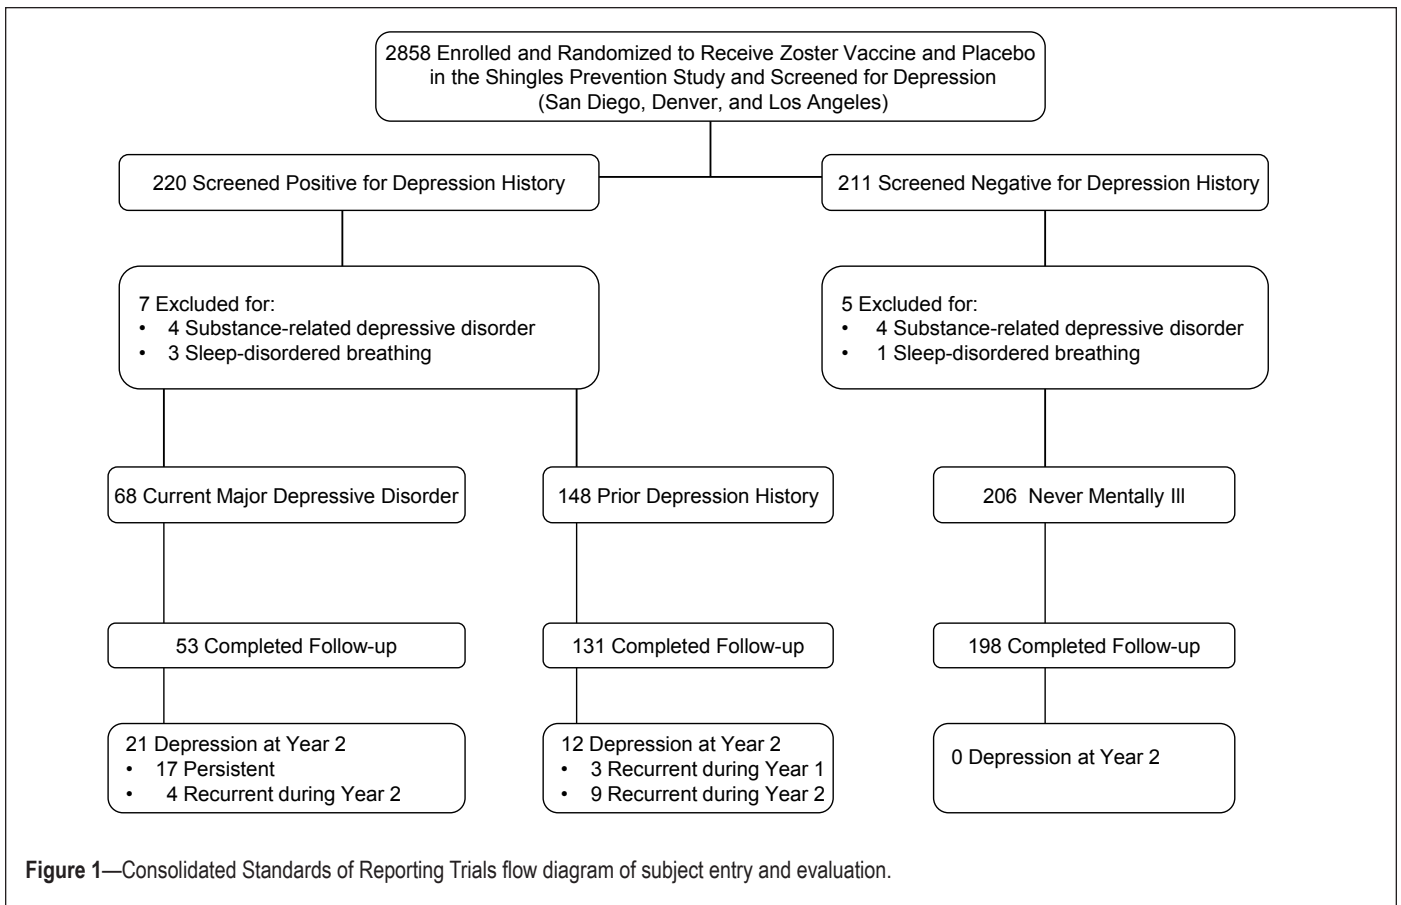 2858 Enrolled and Randomized to Receive Zoster Vaccine and Placebo
in the Shingles Prevention Study and Screened for Depression
(San Diego, Denver, and Los Angeles)
220 Screened Positive for Depression History
211 Screened Negative for Depression History
7 Excluded for:
• 4 Substance-related depressive disorder
• 3 Sleep-disordered breathing
5 Excluded for:
• 4 Substance-related depressive disorder
• 1 Sleep-disordered breathing
68 Current Major Depressive Disorder
148 Prior Depression History
206 Never Mentally Ill
53 Completed Follow-up
131 Completed Follow-up
198 Completed Follow-up
21 Depression at Year 2
• 17 Persistent
• 4 Recurrent during Year 2
12 Depression at Year 2
• 3 Recurrent during Year 1
• 9 Recurrent during Year 2
0 Depression at Year 2
Figure 1—Consolidated Standards of Reporting Trials flow diagram of subject entry and evaluation.